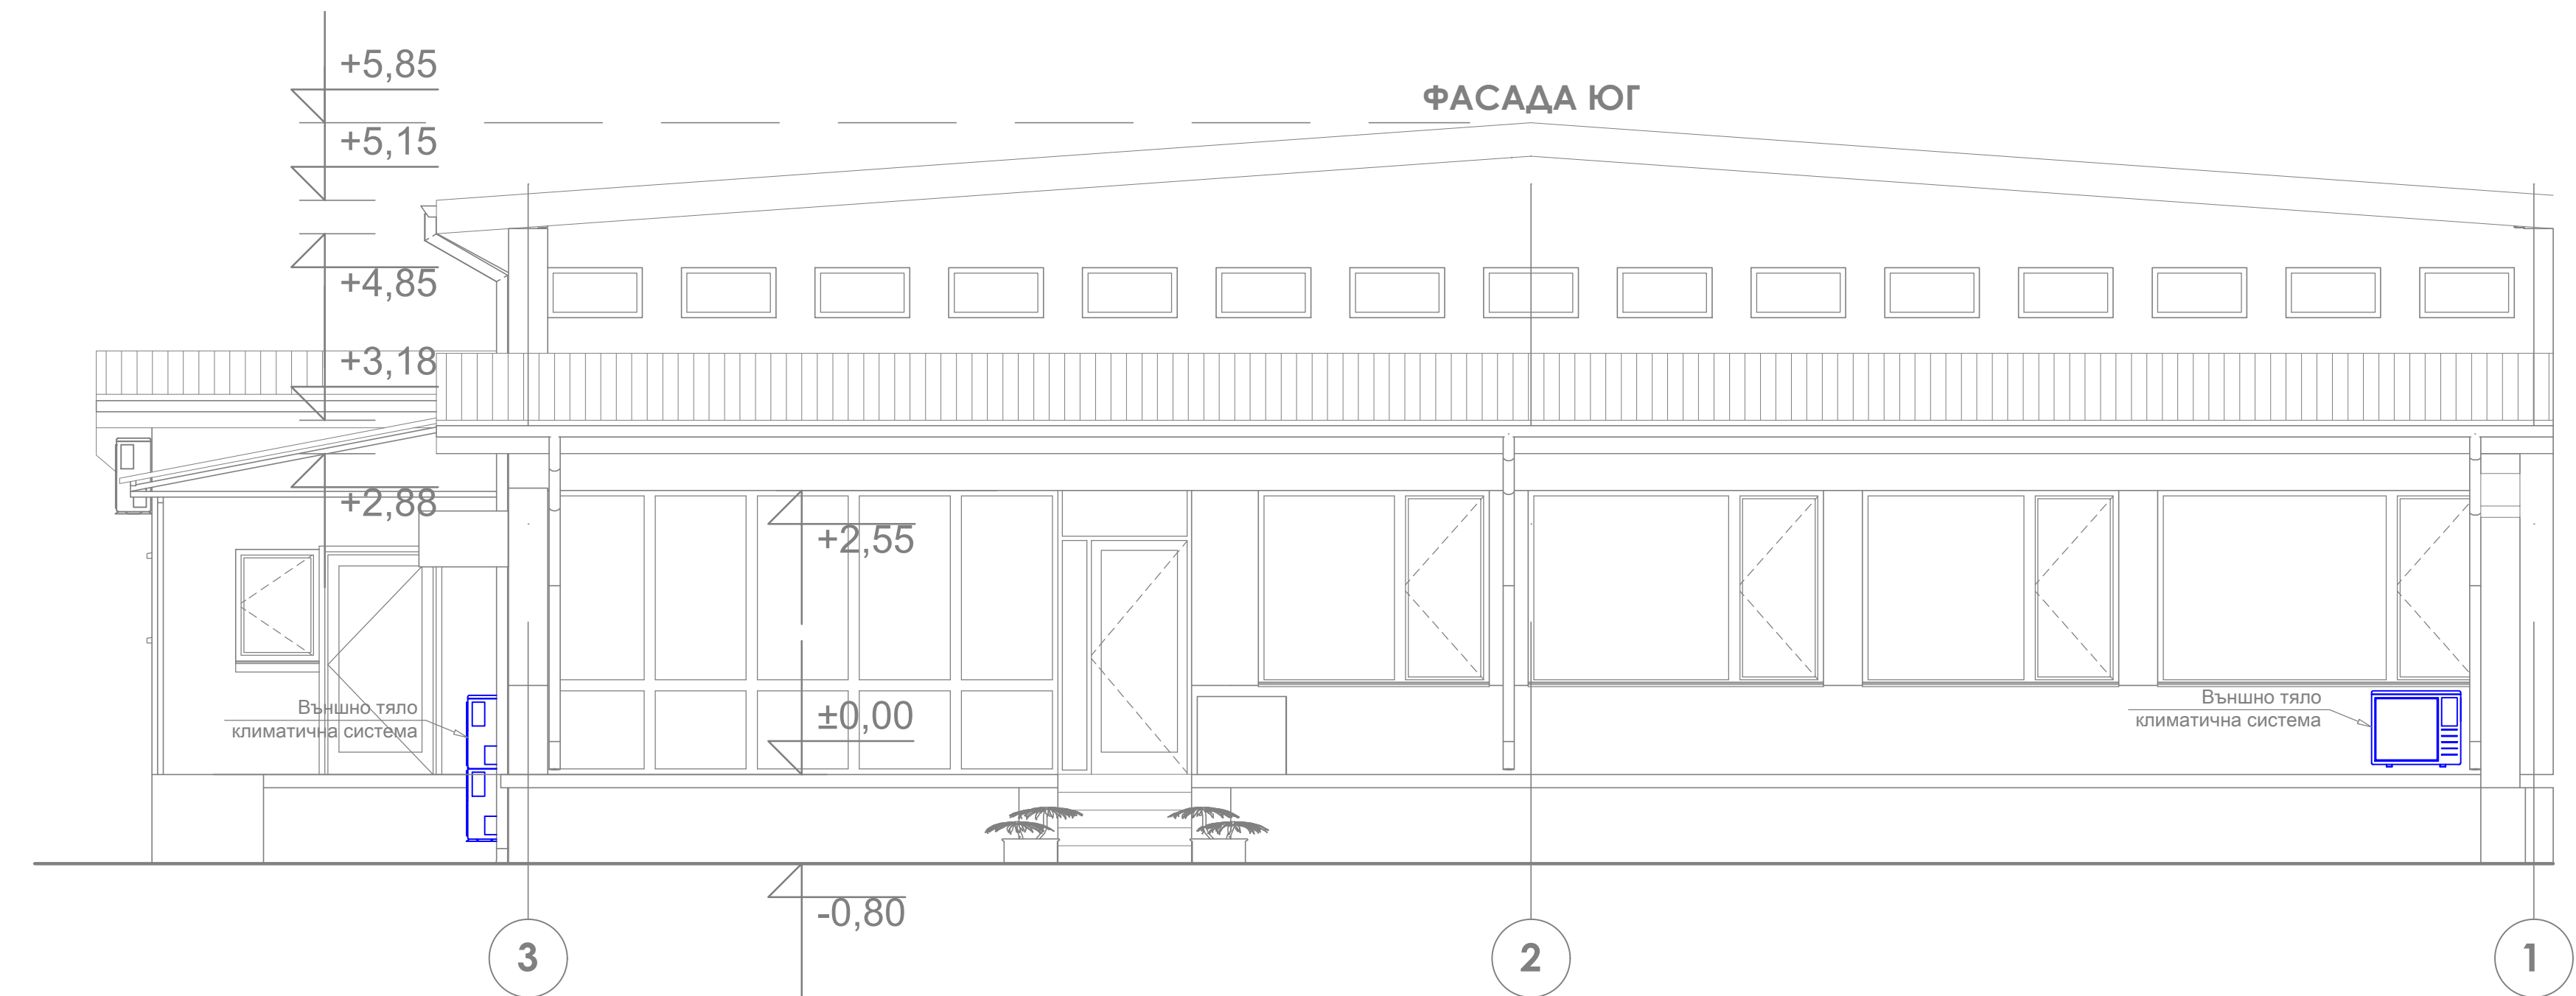 +5,85
ФАСАДА ЮГ
+5,15
+4,85
+3,18
+2,88
+2,55
Външно тяло
климатична система
±0,00
Външно тяло
климатична система
-0,80
3
2
1